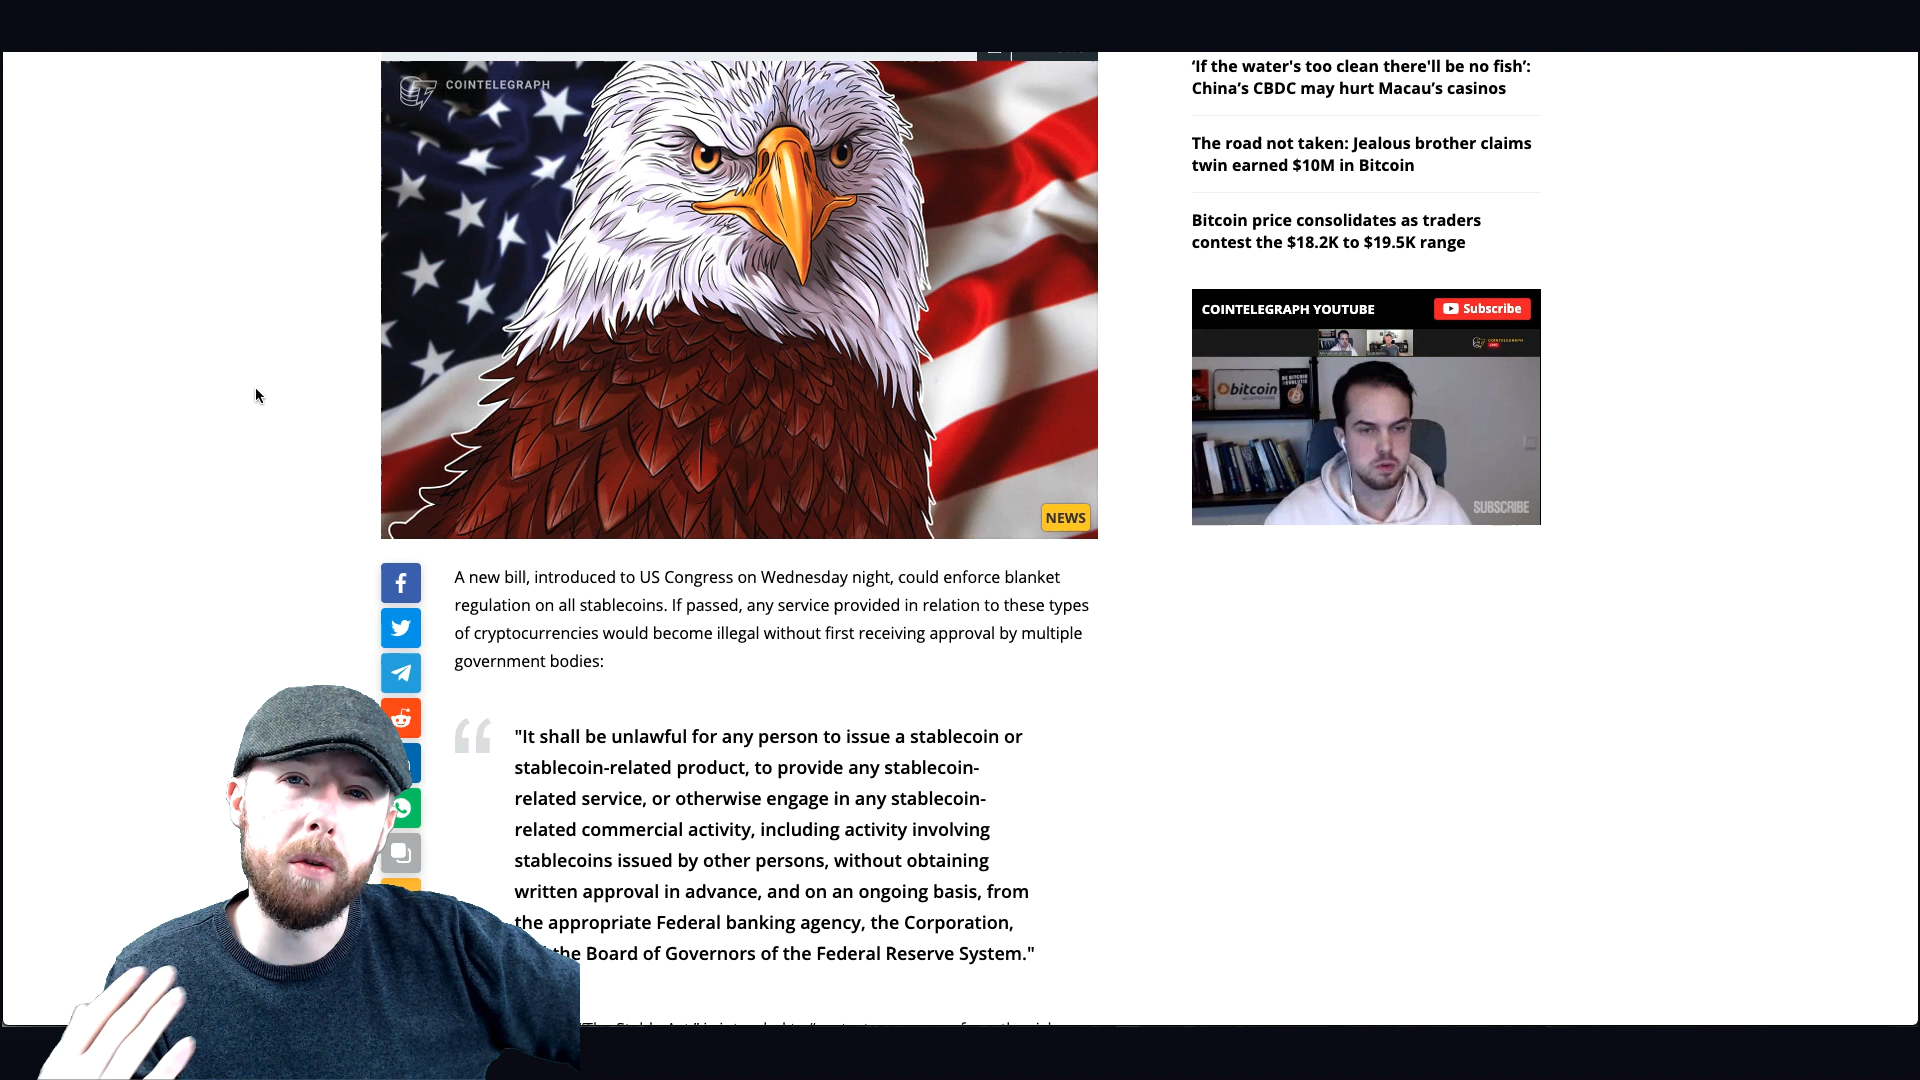 COINTELEGRAPH
NEWS
A new bill, introduced to US Congress on Wednesday night, could enforce blanket
regulation on all stablecoins. If passed, any service provided in relation to these types
of cryptocurrencies would become illegal without first receiving approval by multiple
government bodies:
"It shall be unlawful for any person to issue a stablecoin or
stablecoin-related product, to provide any stablecoin-
related service, or otherwise engage in any stablecoin-
related commercial activity, including activity involving
stablecoins issued by other persons, without obtaining
written approval in advance, and on an ongoing basis, from
the appropriate Federal banking agency, the Corporation,
the Board of Governors of the Federal Reserve System."
‘If the water's too clean there'll be no fish’:
China’s CBDC may hurt Macau’s casinos
The road not taken: Jealous brother claims
twin earned $10M in Bitcoin
Bitcoin price consolidates as traders
contest the $18.2K to $19.5K range
COINTELEGRAPH YOUTUBE
Subscribe
bitcoin
SUBSCRIBE